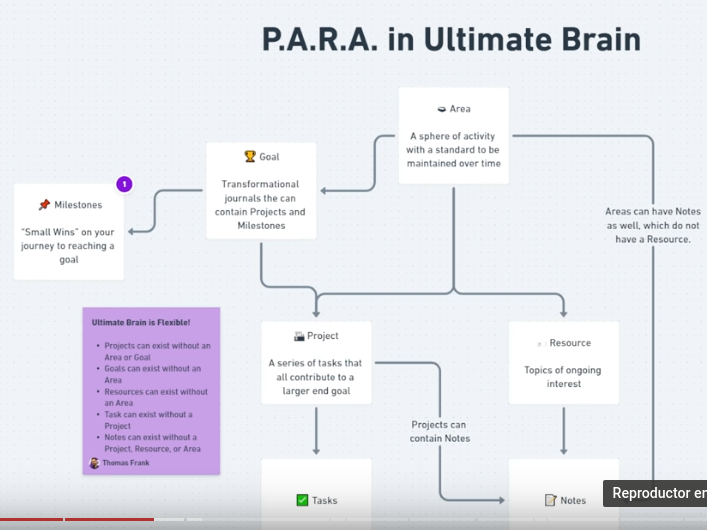 P.A.R.A. in Ultimate Brain
Area
A sphere of activity
with a standard to be
maintained over time
Goal
Transformational
journals the can
contain Projects and
Milestones
1
Milestones
"Small Wins" on your
journey to reaching a
goal
Areas can have Notes
as well, which do not
have a Resource.
Ultimate Brain is Flexible!
• Projects can exist without an
Area or Goal
• Goals can exist without an
Area
• Resources can exist without
an Area
• Task can exist without a
Project
• Notes can exist without a
Project, Resource, or Area
Thomas Frank
Project
A series of tasks that
all contribute to a
larger end goal
Resource
Topics of ongoing
interest
Projects can
contain Notes
Tasks
Notes
Reproductor en